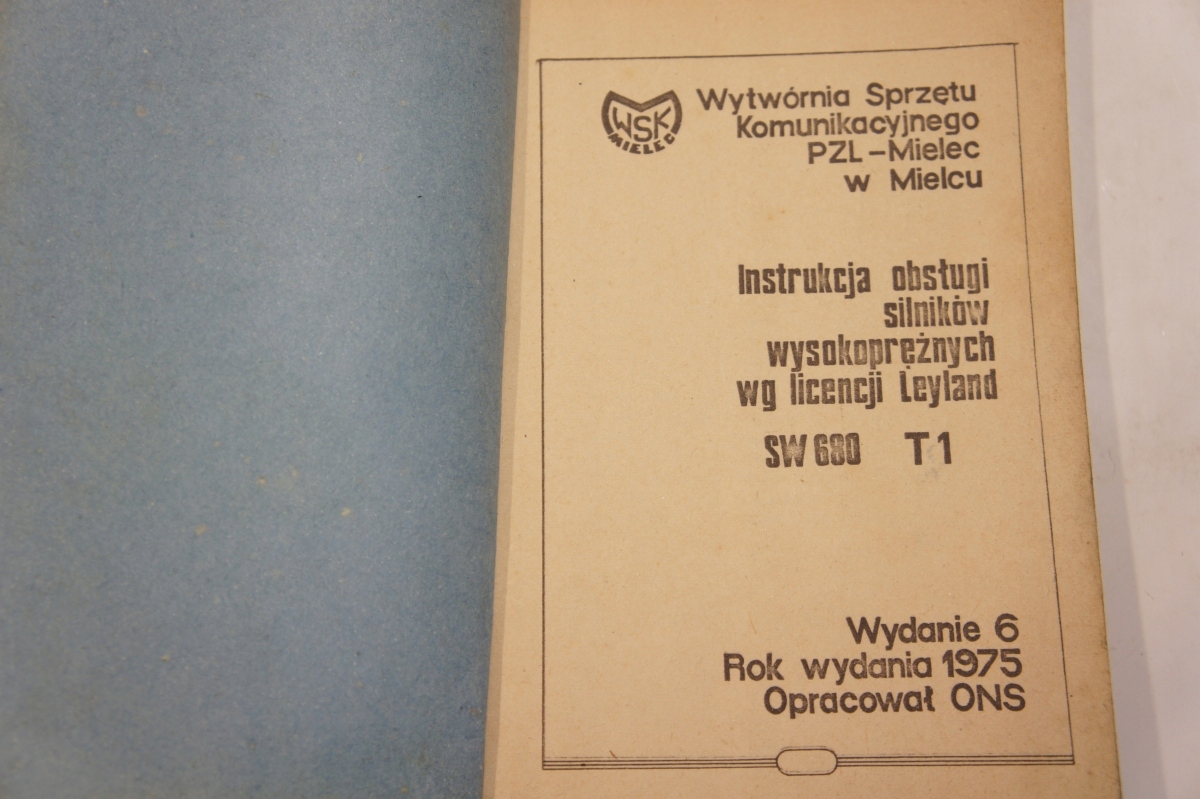 WSK
MIELEC
Wytwórnia Sprzętu
Komunikacyjnego
PZL-Mielec
w Mielcu
Instrukcja obsługi
silników
wysokoprężnych
wg licencji Leyland
SW 680 T1
Wydanie 6
Rok wydania 1975
Opracował ONS